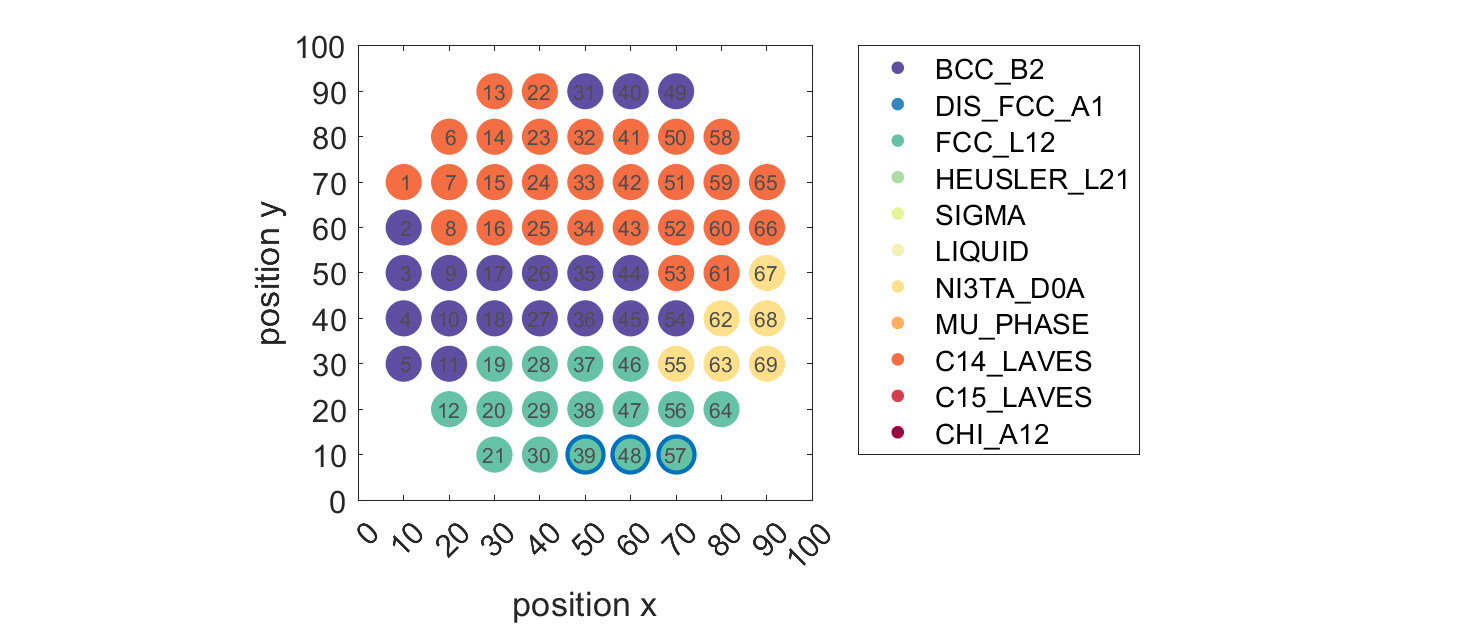 100
90
80
70
60
50
40
30
20
10
0
position y
13 22 31 40 49
6 14 23 32 41 50 58
1 7 15 24 33 42 51 59 65
2 8 16 25 34 43 52 60 66
3 9 17 26 35 44 53 61 67
4 10 18 27 36 45 54 62 68
5 11 19 28 37 46 55 63 69
12 20 29 38 47 56 64
21 30 39 48 57
0 10 20 30 40 50 60 70 80 90 100
position x
BCC_B2
DIS_FCC_A1
FCC_L12
HEUSLER_L21
SIGMA
LIQUID
NI3TA_D0A
MU_PHASE
C14_LAVES
C15_LAVES
CHI_A12